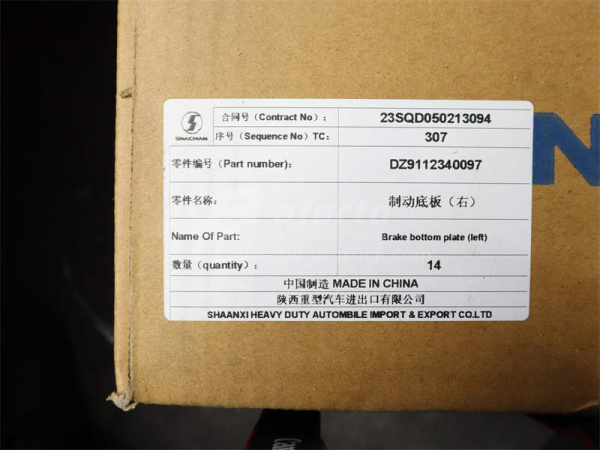 SHACMAN
合同号（Contract No）： 23SQD050213094
序号（Sequence No）TC： 307
零件编号（Part number): DZ9112340097
零件名称： 制动底板（右）
Name Of Part: Brake bottom plate (left)
数量（quantity）： 14
中国制造 MADE IN CHINA
陕西重型汽车进出口有限公司
SHAANXI HEAVY DUTY AUTOMBILE IMPORT & EXPORT CO.LTD
N